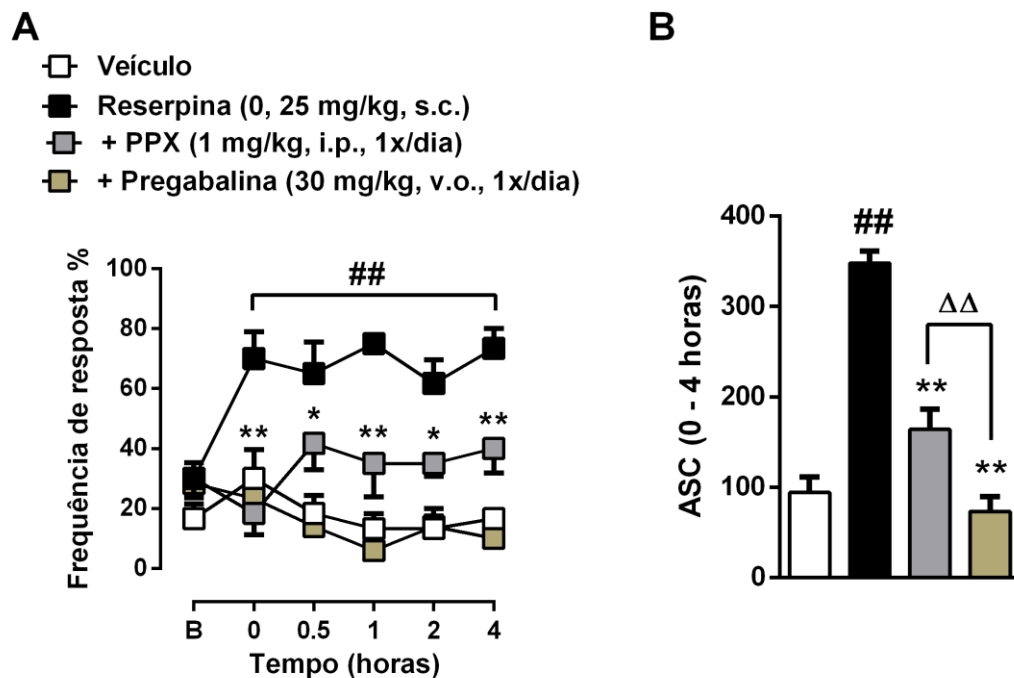 A
Veículo
Reserpina (0, 25 mg/kg, s.c.)
+ PPX (1 mg/kg, i.p., 1x/dia)
+ Pregabalina (30 mg/kg, v.o., 1x/dia)
Frequência de resposta %
100
80
60
40
20
0
##
**
*
**
*
**
B
0
0.5
1
2
4
Tempo (horas)
B
ASC (0 - 4 horas)
400
300
200
100
0
##
ΔΔ
**
**